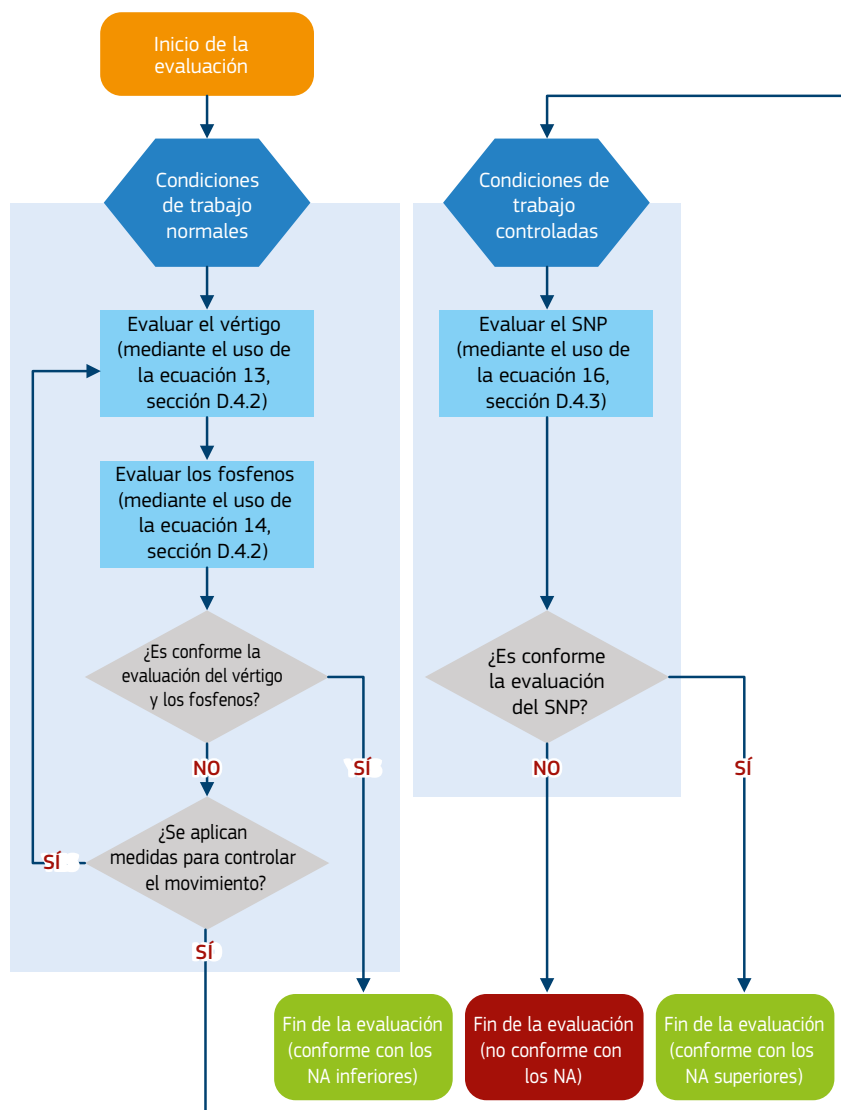 Inicio de la
evaluación
Condiciones
de trabajo
normales
Evaluar el vértigo
(mediante el uso de
la ecuación 13,
sección D.4.2)
Evaluar los fosfenos
(mediante el uso de
la ecuación 14,
sección D.4.2)
¿Es conforme la
evaluación del vértigo
y los fosfenos?
NO
SÍ
¿Se aplican
medidas para controlar
el movimiento?
SÍ
SÍ
Condiciones de
trabajo
controladas
Evaluar el SNP
(mediante el uso de
la ecuación 16,
sección D.4.3)
¿Es conforme
la evaluación
del SNP?
NO
SÍ
Fin de la evaluación
(conforme con los
NA inferiores)
Fin de la evaluación
(no conforme con
los NA)
Fin de la evaluación
(conforme con los
NA superiores)